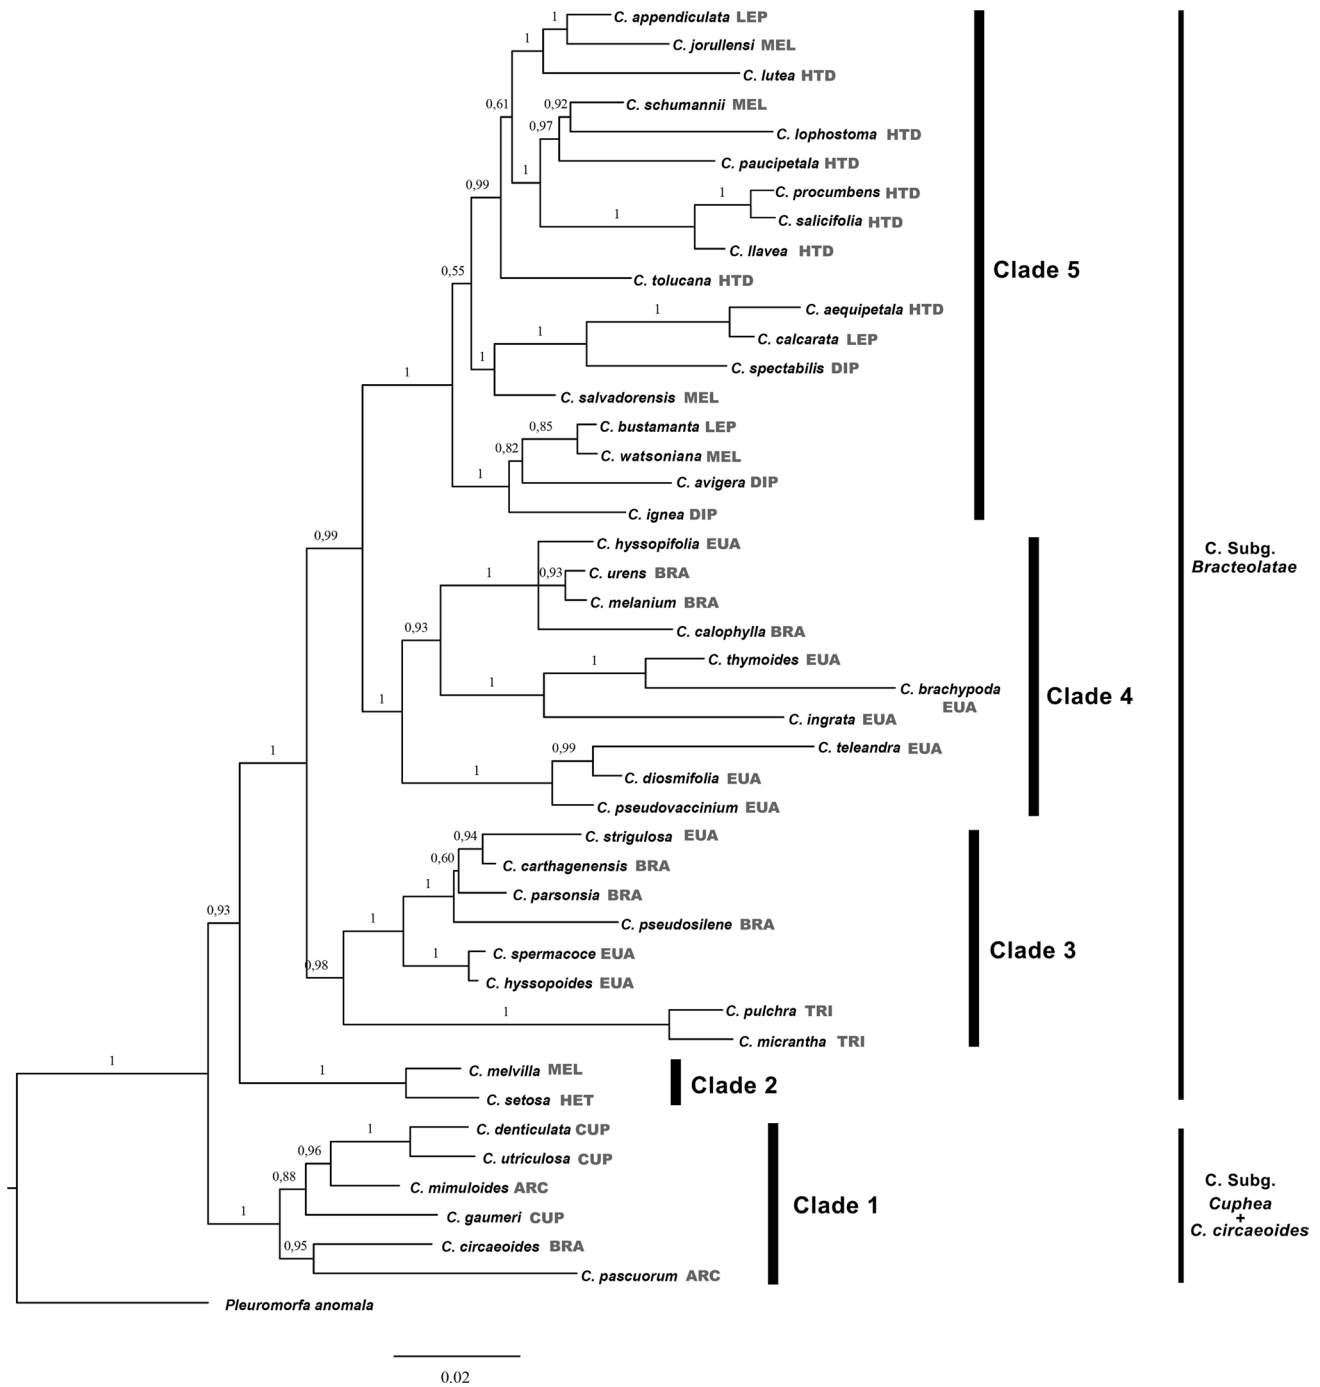 1
C. appendiculata LEP
1
C. jorullensi MEL
C. lutea HTD
0,61
0,92
C. schumannii MEL
0,97
C. lophostoma HTD
C. paucipetala HTD
1
0,99
1
C. procumbens HTD
1
C. salicifolia HTD
C. llavea HTD
Clade 5
0,55
C. tolucana HTD
1
C. aequipetala HTD
1
C. calcarata LEP
1
C. spectabilis DIP
1
C. salvadorensis MEL
0,85
C. bustamanta LEP
0,82
C. watsoniana MEL
1
C. avigera DIP
C. ignea DIP
0,99
C. hyssopifolia EUA
C. Subg.
Bracteolatae
1
0,93
C. urens BRA
C. melanium BRA
0,93
C. calophylla BRA
1
C. thymoides EUA
1
C. brachypoda
EUA
Clade 4
1
C. ingrata EUA
1
0,99
C. teleandra EUA
1
C. diosmifolia EUA
C. pseudovaccinium EUA
0,94
C. strigulosa EUA
0,60
C. carthagenensis BRA
1
C. parsonsia BRA
0,93
1
C. pseudosilene BRA
Clade 3
1
C. spermacoce EUA
0,98
C. hyssopoides EUA
1
C. pulchra TRI
C. micrantha TRI
1
1
C. melvilla MEL
Clade 2
C. setosa HET
1
C. denticulata CUP
0,96
C. utriculosa CUP
0,88
C. mimuloides ARC
C. Subg.
Cuphea
+
C. circaeoides
Clade 1
1
C. gaumeri CUP
0,95
C. circaeoides BRA
C. pascuorum ARC
Pleuromorfa anomala
0,02